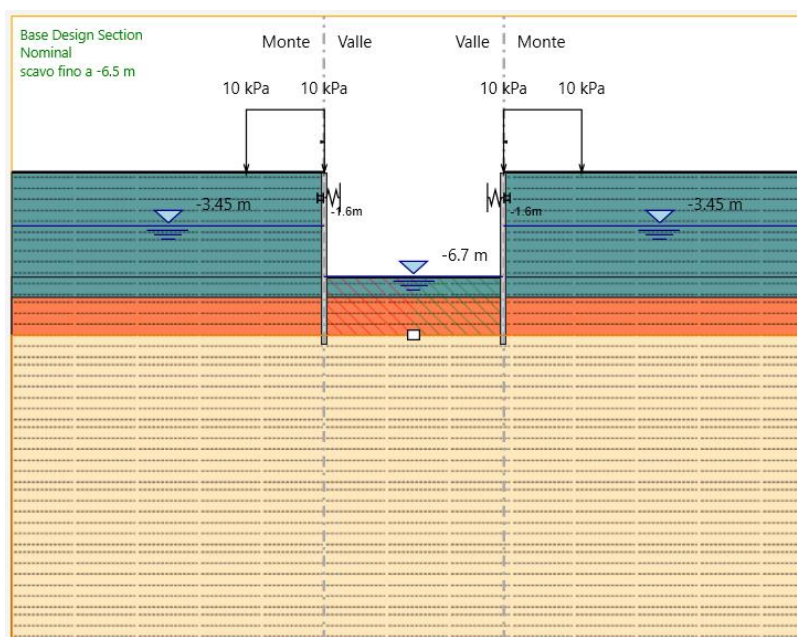 Base Design Section
Nominal
scavo fino a -6.5 m
Monte Valle Valle Monte
10 kPa 10 kPa 10 kPa 10 kPa
-3.45 m -1.6m -1.6m -3.45 m
-6.7 m